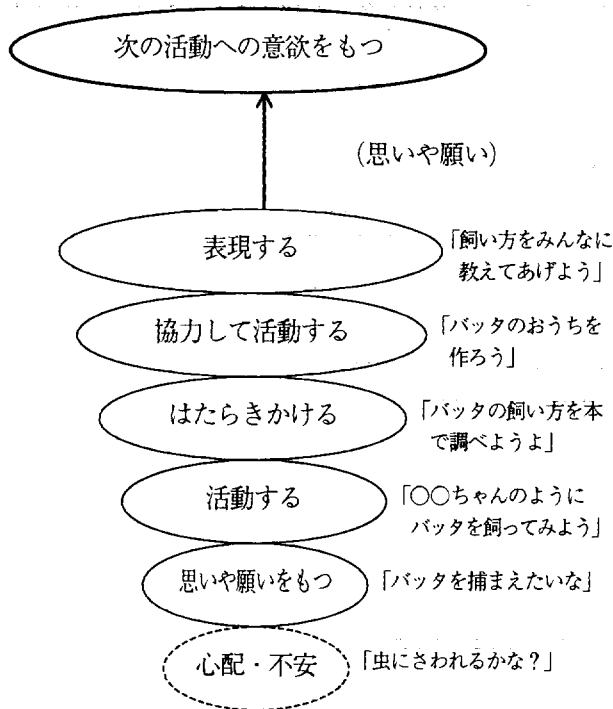 次の活動への意欲をもつ
(思いや願い)
表現する
「飼い方をみんなに
教えてあげよう」
協力して活動する
「バッタのおうちを
作ろう」
はたらきかける
「バッタの飼い方を本
で調べようよ」
活動する
「○○ちゃんのように
バッタを飼ってみよう」
思いや願いをもつ
「バッタを捕まえたいな」
心配・不安
「虫にさわれるかな？」